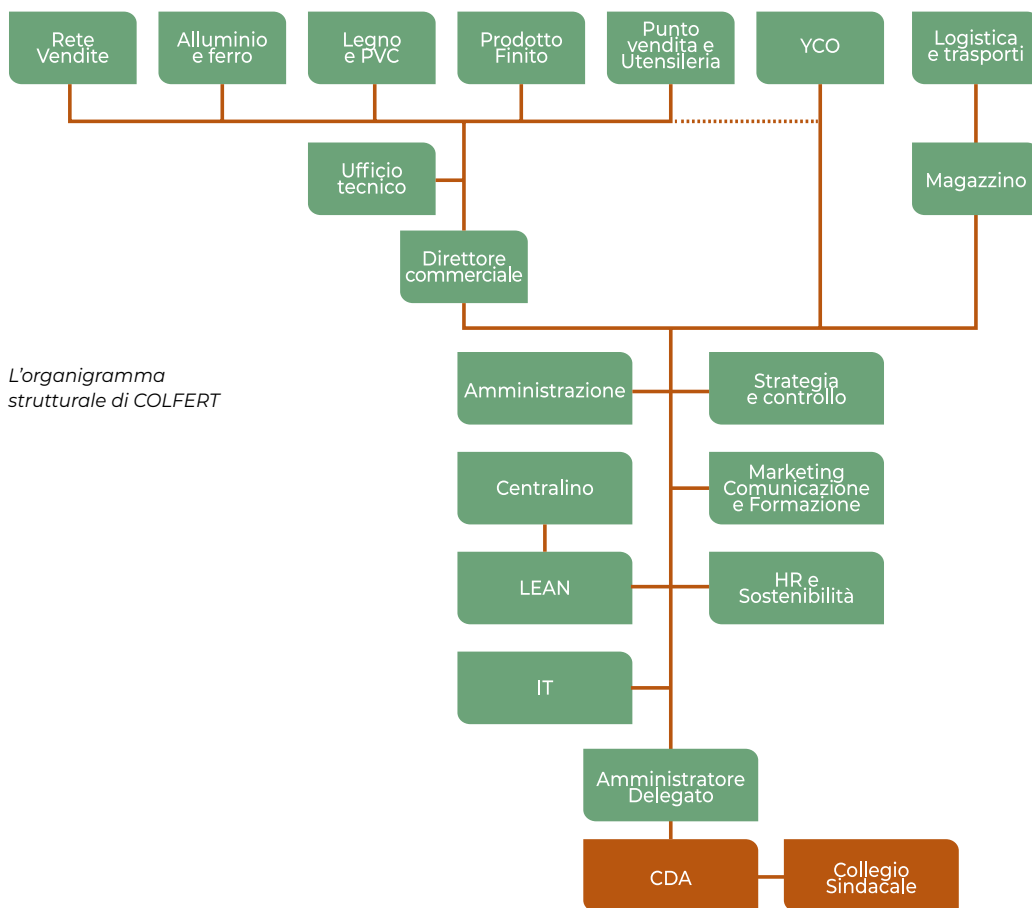 Rete
Vendite
Alluminio
e ferro
Legno
e PVC
Prodotto
Finito
Punto
vendita e
Utensileria
YCO
Logistica
e trasporti
Ufficio
tecnico
Magazzino
Direttore
commerciale
L'organigramma
strutturale di COLFERT
Amministrazione
Strategia
e controllo
Centralino
Marketing
Comunicazione
e Formazione
LEAN
HR e
Sostenibilità
IT
Amministratore
Delegato
CDA
Collegio
Sindacale